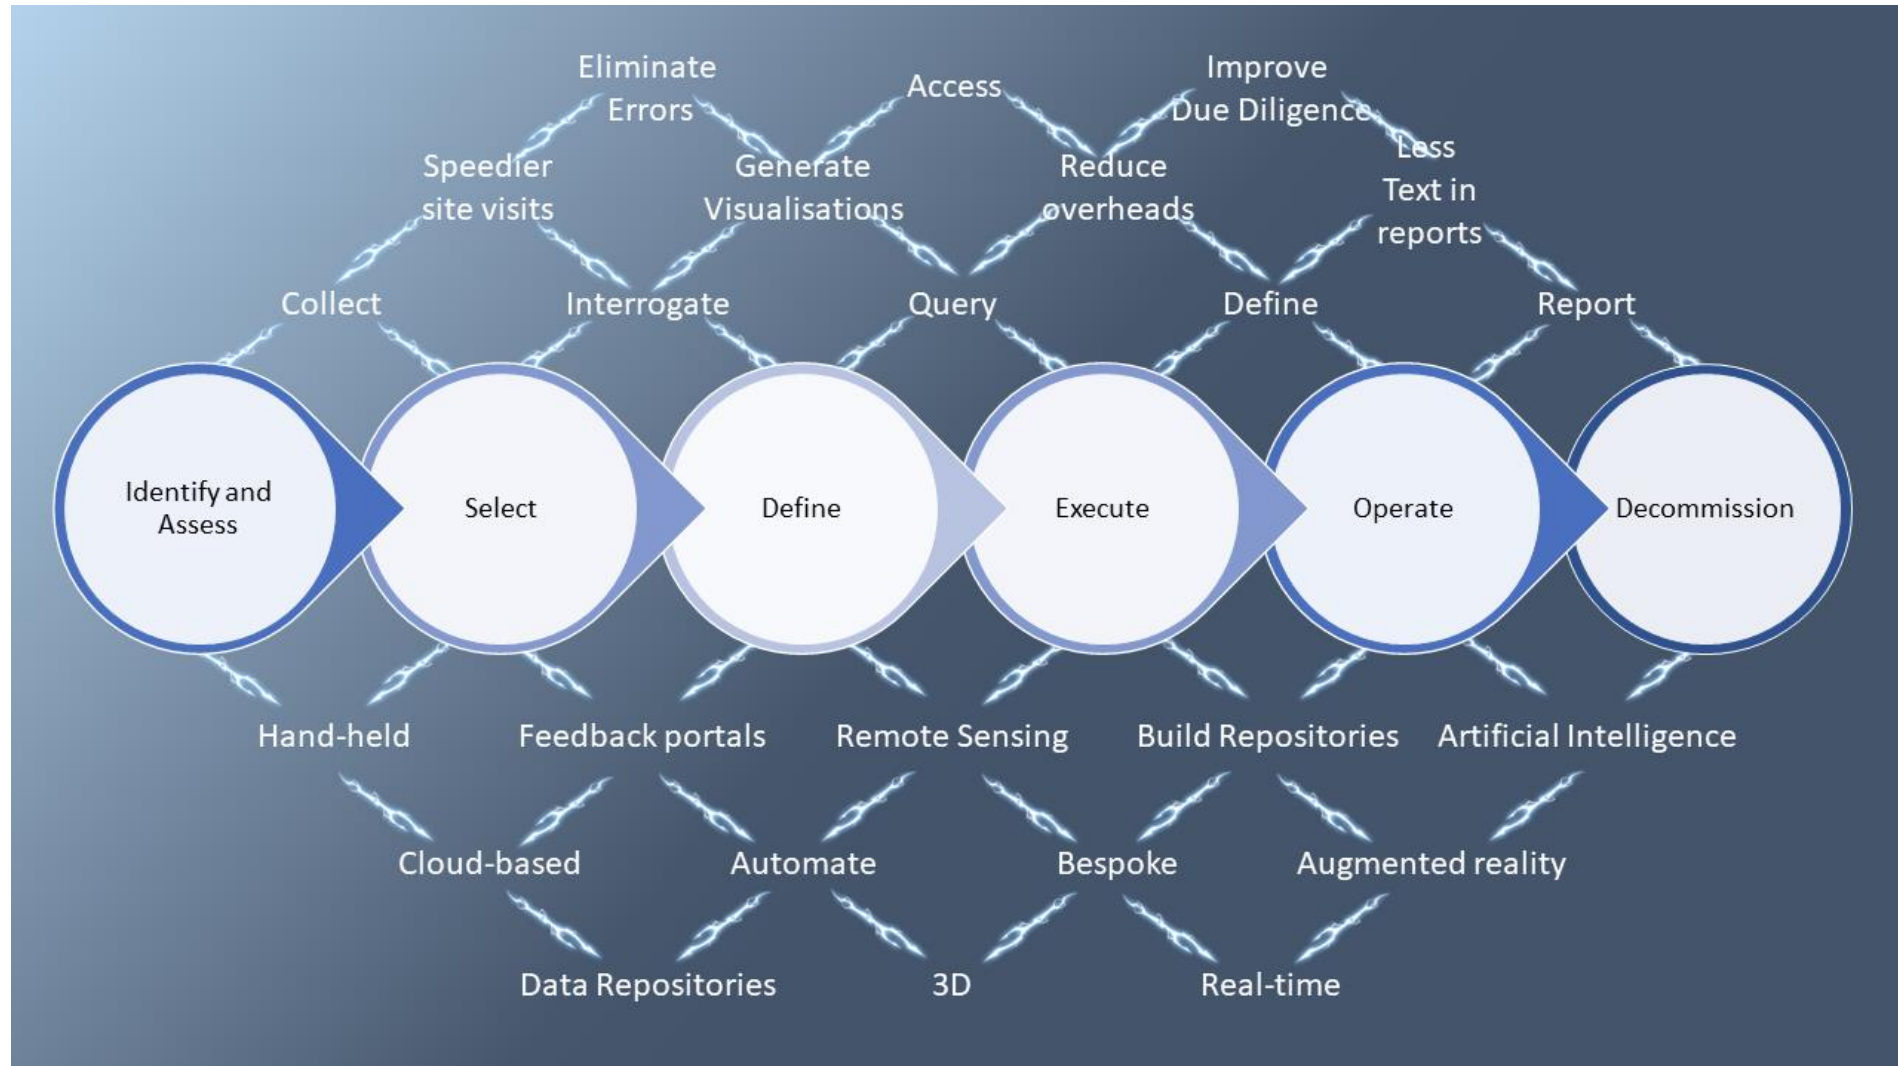 Eliminate
Errors
Access
Improve
Due Diligence
Speedier
site visits
Generate
Visualisations
Reduce
overheads
Less
Text in
reports
Collect
Interrogate
Query
Define
Report
Identify and
Assess
Select
Define
Execute
Operate
Decommission
Hand-held
Feedback portals
Remote Sensing
Build Repositories
Artificial Intelligence
Cloud-based
Automate
Bespoke
Augmented reality
Data Repositories
3D
Real-time